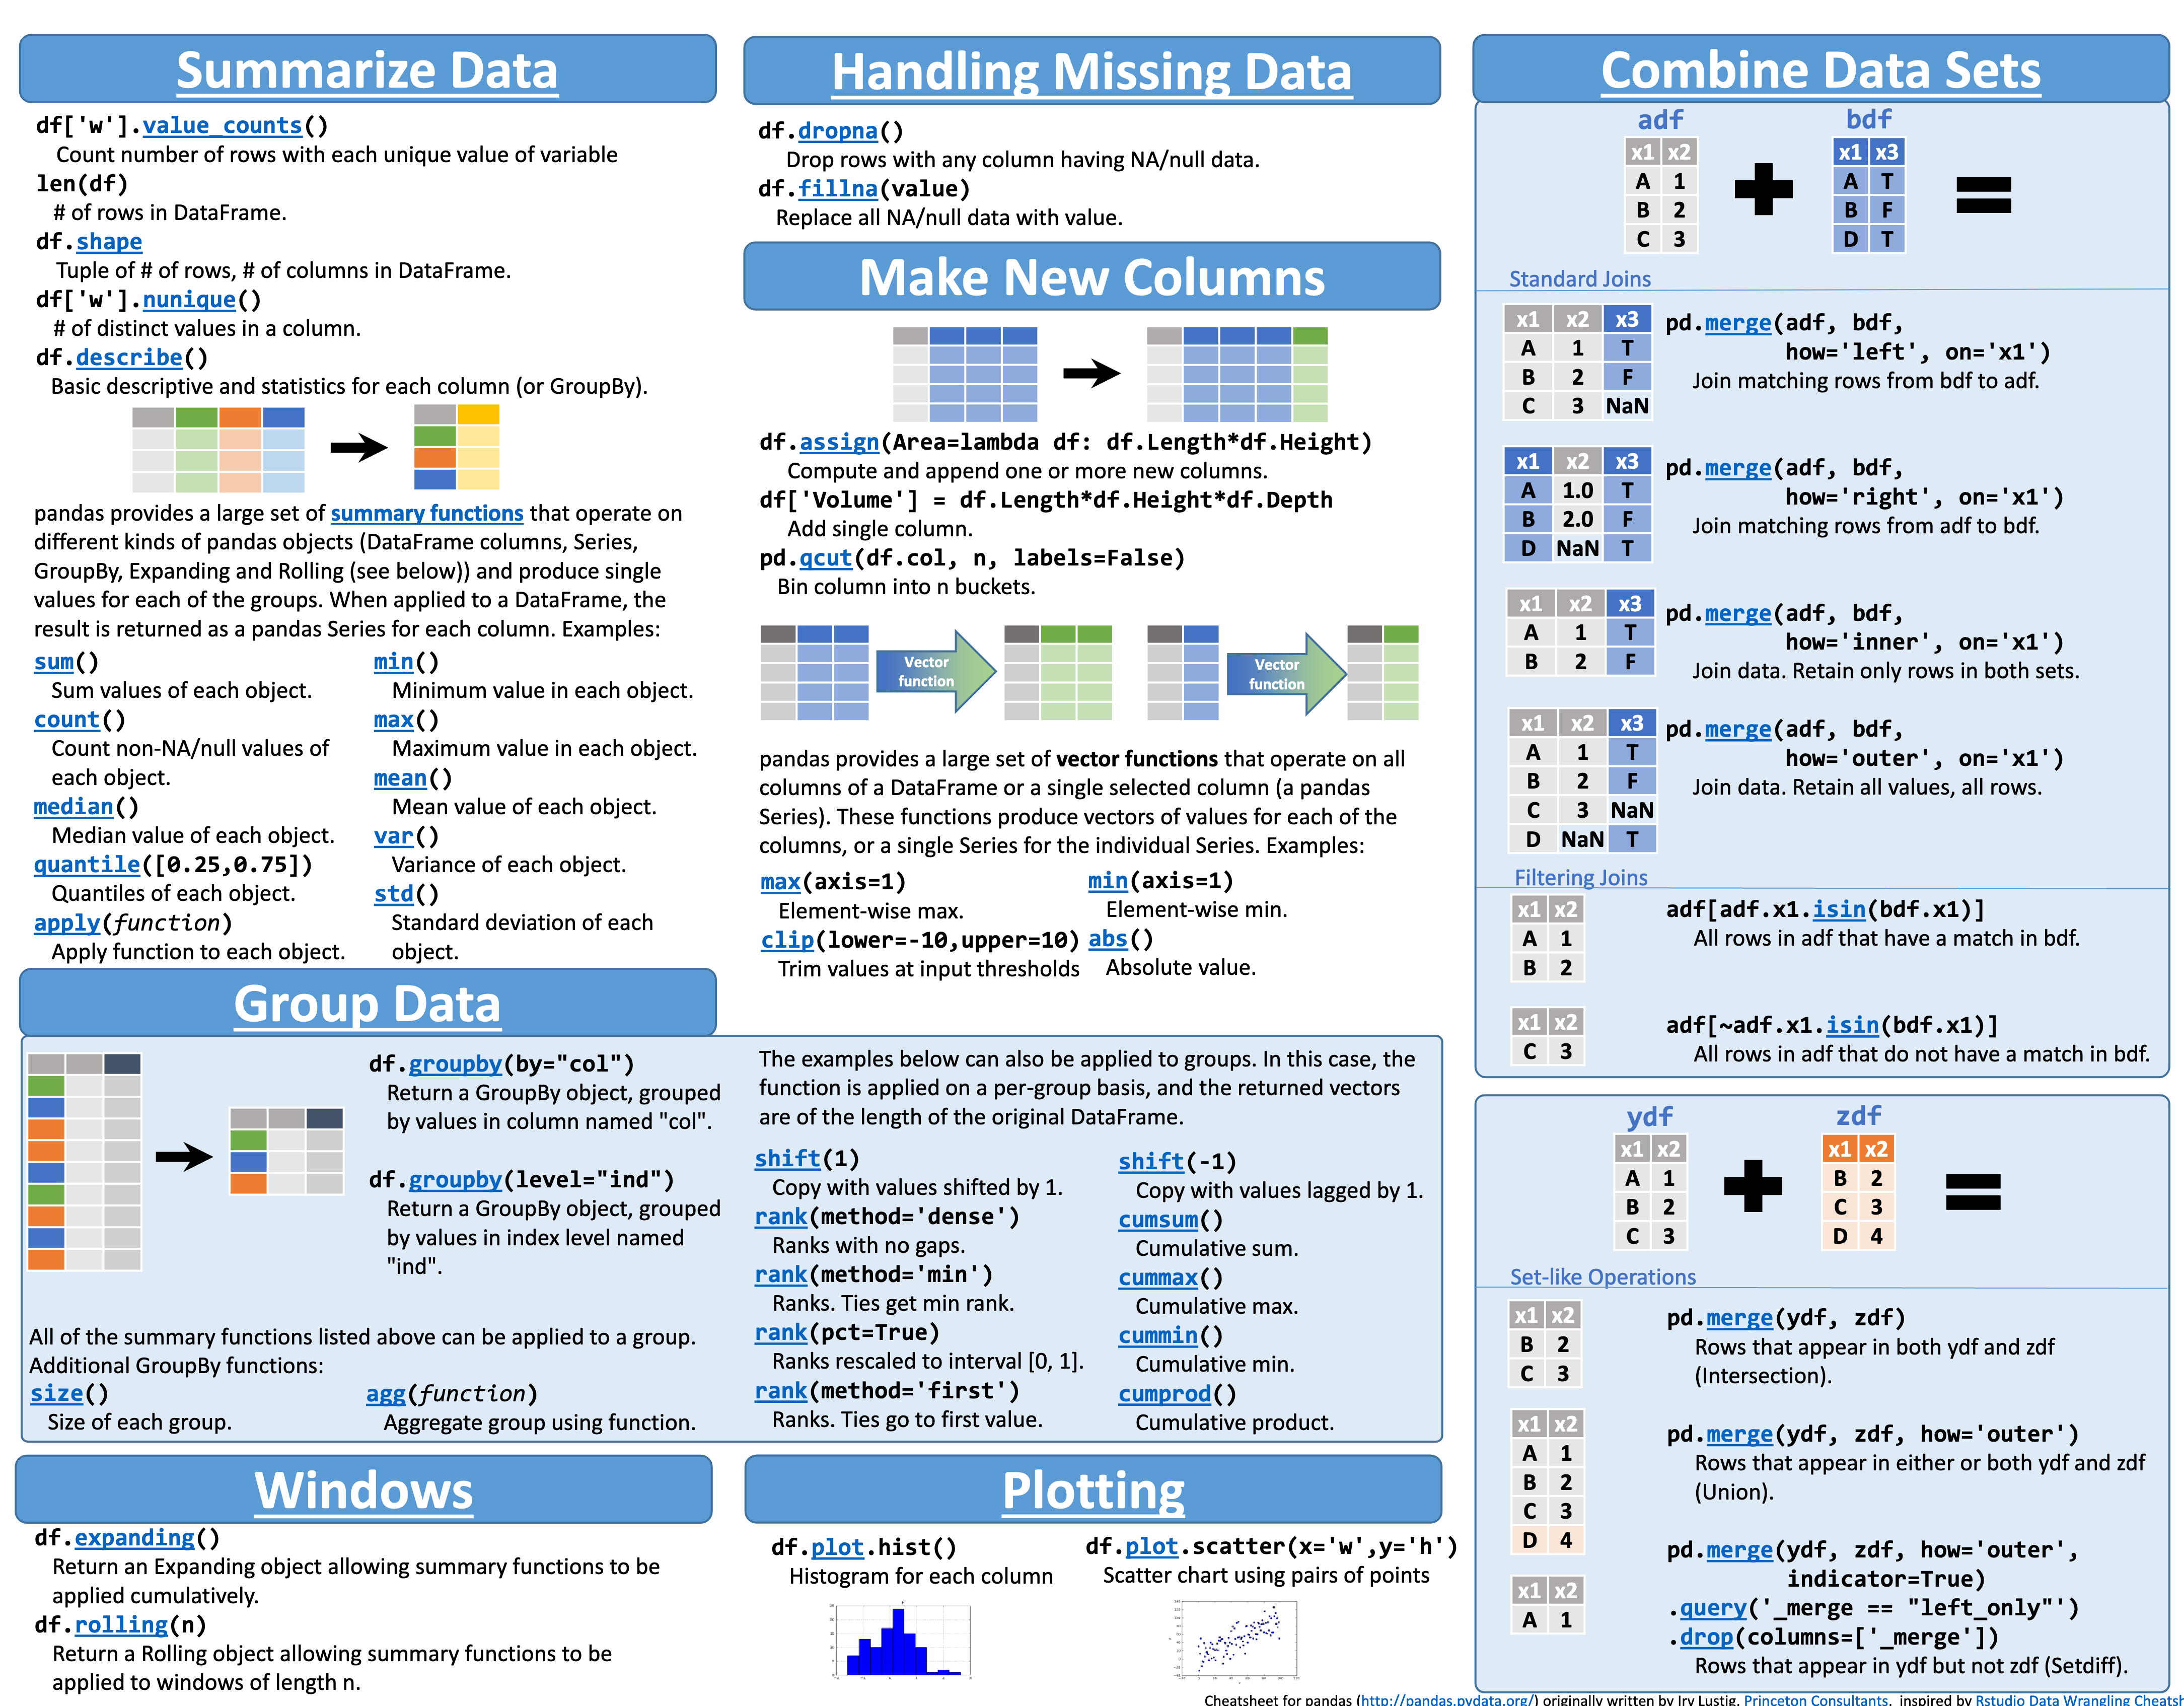 Summarize Data
df['w'].value_counts()
Count number of rows with each unique value of variable
len(df)
# of rows in DataFrame.
df.shape
Tuple of # of rows, # of columns in DataFrame.
df['w'].nunique()
# of distinct values in a column.
df.describe()
Basic descriptive and statistics for each column (or GroupBy).
pandas provides a large set of summary functions that operate on
different kinds of pandas objects (DataFrame columns, Series,
GroupBy, Expanding and Rolling (see below)) and produce single
values for each of the groups. When applied to a DataFrame, the
result is returned as a pandas Series for each column. Examples:
sum()
Sum values of each object.
count()
Count non-NA/null values of
each object.
median()
Median value of each object.
quantile([0.25,0.75])
Quantiles of each object.
apply(function)
Apply function to each object.
min()
Minimum value in each object.
max()
Maximum value in each object.
mean()
Mean value of each object.
var()
Variance of each object.
std()
Standard deviation of each
object.
Handling Missing Data
df.dropna()
Drop rows with any column having NA/null data.
df.fillna(value)
Replace all NA/null data with value.
Make New Columns
df.assign(Area=lambda df: df.Length*df.Height)
Compute and append one or more new columns.
df['Volume'] = df.Length*df.Height*df.Depth
Add single column.
pd.qcut(df.col, n, labels=False)
Bin column into n buckets.
Vector
function
Vector
function
pandas provides a large set of vector functions that operate on all
columns of a DataFrame or a single selected column (a pandas
Series). These functions produce vectors of values for each of the
columns, or a single Series for the individual Series. Examples:
max(axis=1)
Element-wise max.
clip(lower=-10,upper=10)
Trim values at input thresholds
min(axis=1)
Element-wise min.
abs()
Absolute value.
Group Data
df.groupby(by="col")
Return a GroupBy object, grouped
by values in column named "col".
df.groupby(level="ind")
Return a GroupBy object, grouped
by values in index level named
"ind".
All of the summary functions listed above can be applied to a group.
Additional GroupBy functions:
size()
Size of each group.
agg(function)
Aggregate group using function.
The examples below can also be applied to groups. In this case, the
function is applied on a per-group basis, and the returned vectors
are of the length of the original DataFrame.
shift(1)
Copy with values shifted by 1.
rank(method='dense')
Ranks with no gaps.
rank(method='min')
Ranks. Ties get min rank.
rank(pct=True)
Ranks rescaled to interval [0, 1].
rank(method='first')
Ranks. Ties go to first value.
shift(-1)
Copy with values lagged by 1.
cumsum()
Cumulative sum.
cummax()
Cumulative max.
cummin()
Cumulative min.
cumprod()
Cumulative product.
Windows
df.expanding()
Return an Expanding object allowing summary functions to be
applied cumulatively.
df.rolling(n)
Return a Rolling object allowing summary functions to be
applied to windows of length n.
Plotting
df.plot.hist()
Histogram for each column
df.plot.scatter(x='w',y='h')
Scatter chart using pairs of points
Combine Data Sets
adf
x1 x2
A 1
B 2
C 3
bdf
x1 x3
A T
B F
D T
Standard Joins
x1 x2 x3
A 1 T
B 2 F
C 3 NaN
pd.merge(adf, bdf,
how='left', on='x1')
Join matching rows from bdf to adf.
x1 x2 x3
A 1.0 T
B 2.0 F
D NaN T
pd.merge(adf, bdf,
how='right', on='x1')
Join matching rows from adf to bdf.
x1 x2 x3
A 1 T
B 2 F
pd.merge(adf, bdf,
how='inner', on='x1')
Join data. Retain only rows in both sets.
x1 x2 x3
A 1 T
B 2 F
C 3 NaN
D NaN T
pd.merge(adf, bdf,
how='outer', on='x1')
Join data. Retain all values, all rows.
Filtering Joins
x1 x2
A 1
B 2
adf[adf.x1.isin(bdf.x1)]
All rows in adf that have a match in bdf.
x1 x2
C 3
adf[~adf.x1.isin(bdf.x1)]
All rows in adf that do not have a match in bdf.
ydf
x1 x2
A 1
B 2
C 3
zdf
x1 x2
B 2
C 3
D 4
Set-like Operations
x1 x2
B 2
C 3
pd.merge(ydf, zdf)
Rows that appear in both ydf and zdf
(Intersection).
x1 x2
A 1
B 2
C 3
D 4
pd.merge(ydf, zdf, how='outer')
Rows that appear in either or both ydf and zdf
(Union).
x1 x2
A 1
pd.merge(ydf, zdf, how='outer',
indicator=True)
.query('_merge == "left_only"')
.drop(columns=['_merge'])
Rows that appear in ydf but not zdf (Setdiff).
Cheatsheet for pandas (http://pandas.pydata.org/) originally written by Irv Lustig, Princeton Consultants, inspired by Rstudio Data Wrangling